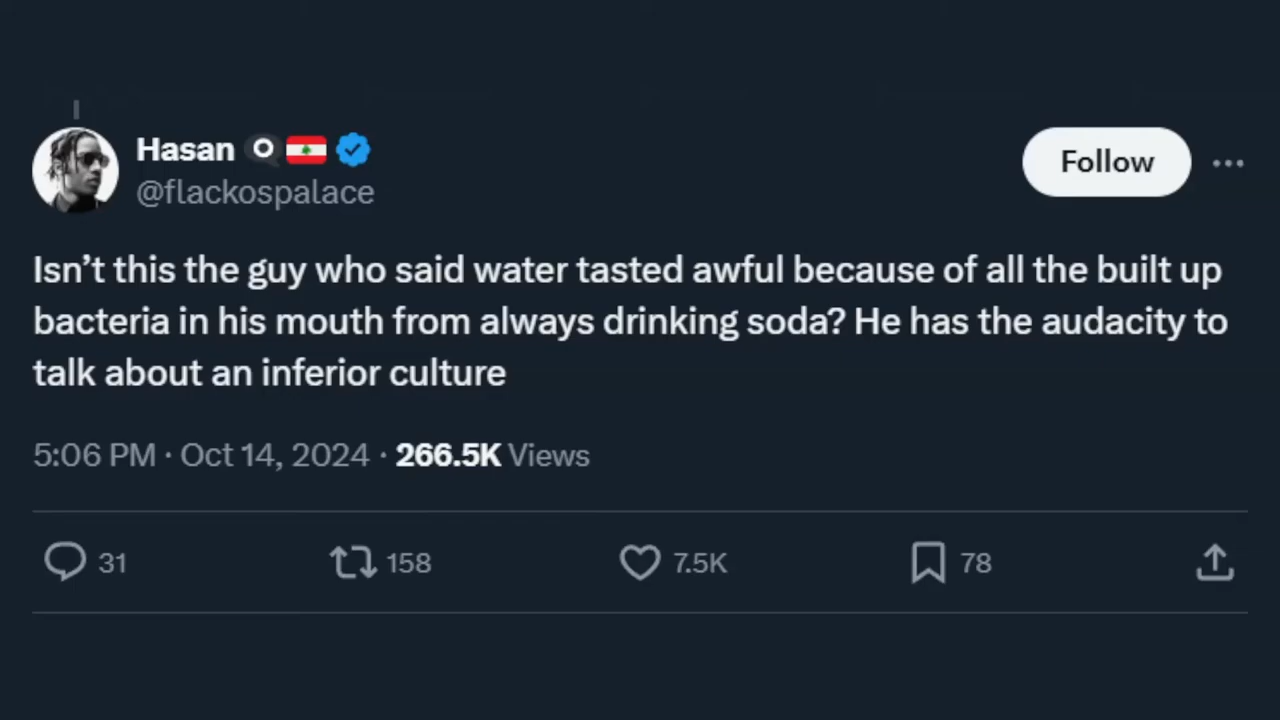 Hasan
@flackospalace
Follow
Isn’t this the guy who said water tasted awful because of all the built up
bacteria in his mouth from always drinking soda? He has the audacity to
talk about an inferior culture
5:06 PM · Oct 14, 2024 · 266.5K Views
31 158 7.5K 78